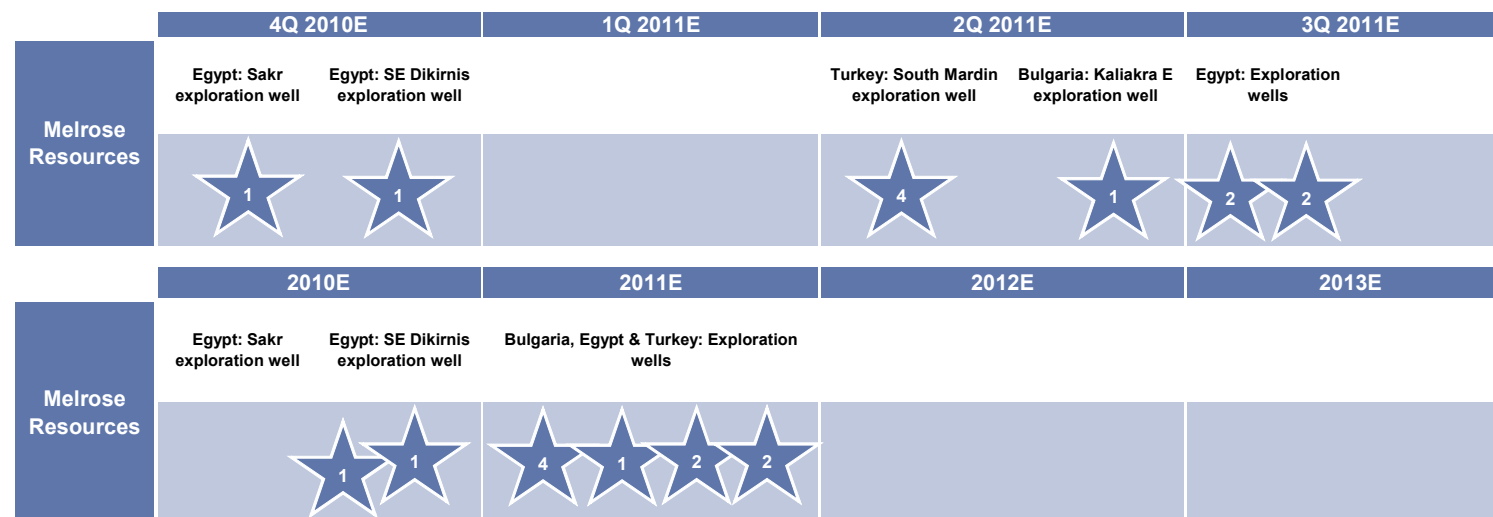 4Q 2010E 1Q 2011E 2Q 2011E 3Q 2011E
Egypt: Sakr Egypt: SE Dikirnis Turkey: South Mardin Bulgaria: Kaliakra E Egypt: Exploration
exploration well exploration well exploration well exploration well wells
Melrose
Resources
1 1 4 1 2 2
2010E 2011E 2012E 2013E
Egypt: Sakr Egypt: SE Dikirnis Bulgaria, Egypt & Turkey: Exploration
exploration well exploration well wells
Melrose
Resources
1 1 4 1 2 2